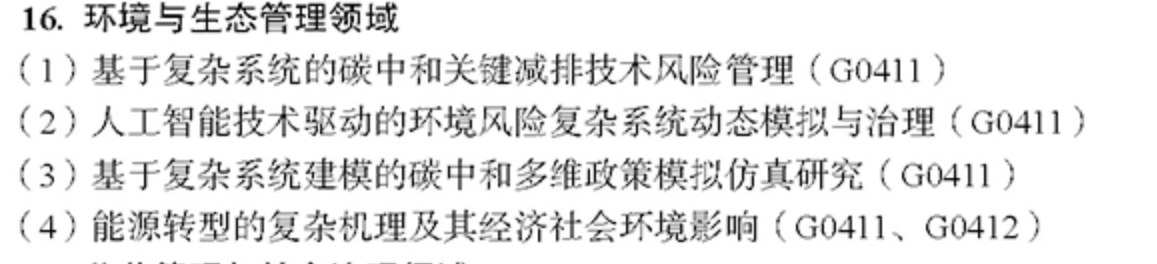 16. 环境与生态管理领域
（1）基于复杂系统的碳中和关键减排技术风险管理（G0411）
（2）人工智能技术驱动的环境风险复杂系统动态模拟与治理（G0411）
（3）基于复杂系统建模的碳中和多维政策模拟仿真研究（G0411）
（4）能源转型的复杂机理及其经济社会环境影响（G0411、G0412）